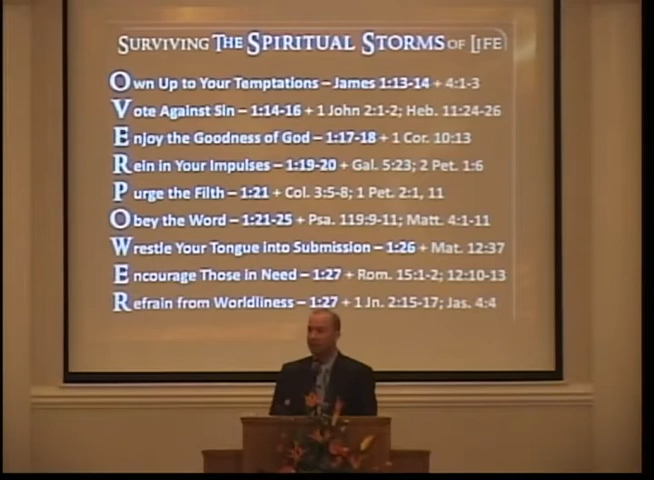 SURVIVING THE SPIRITUAL STORMS OF LIFE
Own Up to Your Temptations – James 1:13-14 + 4:1-3
Vote Against Sin – 1:14-16 + 1 John 2:1-2; Heb. 11:24-26
Enjoy the Goodness of God – 1:17-18 + 1 Cor. 10:13
Rein in Your Impulses – 1:19-20 + Gal. 5:23; 2 Pet. 1:6
Purge the Filth – 1:21 + Col. 3:5-8; 1 Pet. 2:1, 11
Obey the Word – 1:21-25 + Psa. 119:9-11; Matt. 4:1-11
Wrestle Your Tongue into Submission – 1:26 + Mat. 12:37
Encourage Those in Need – 1:27 + Rom. 15:1-2; 12:10-13
Refrain from Worldliness – 1:27 + 1 Jn. 2:15-17; Jas. 4:4